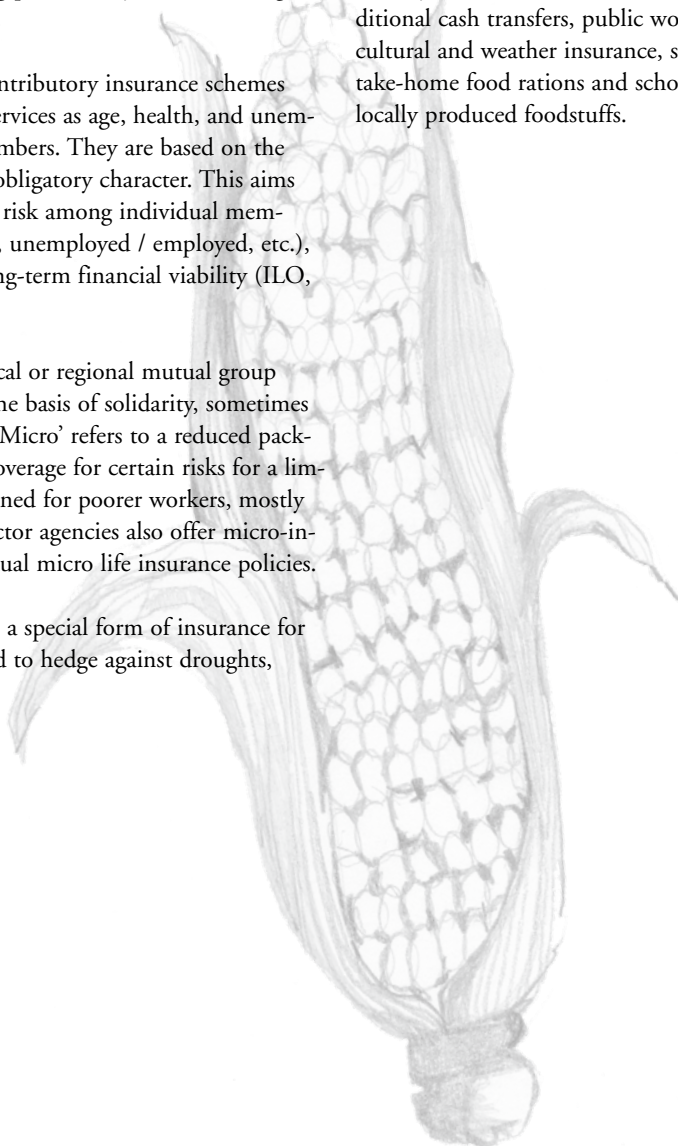 ntributory insurance schemes
ervices as age, health, and unem-
mbers. They are based on the
obligatory character. This aims
risk among individual mem-
, unemployed / employed, etc.),
ng-term financial viability (ILO,
cal or regional mutual group
ne basis of solidarity, sometimes
Micro’ refers to a reduced pack-
overage for certain risks for a lim-
ned for poorer workers, mostly
ctor agencies also offer micro-in-
ual micro life insurance policies.
a special form of insurance for
d to hedge against droughts,
ditional cash transfers, public wo
cultural and weather insurance, s
take-home food rations and scho
locally produced foodstuffs.